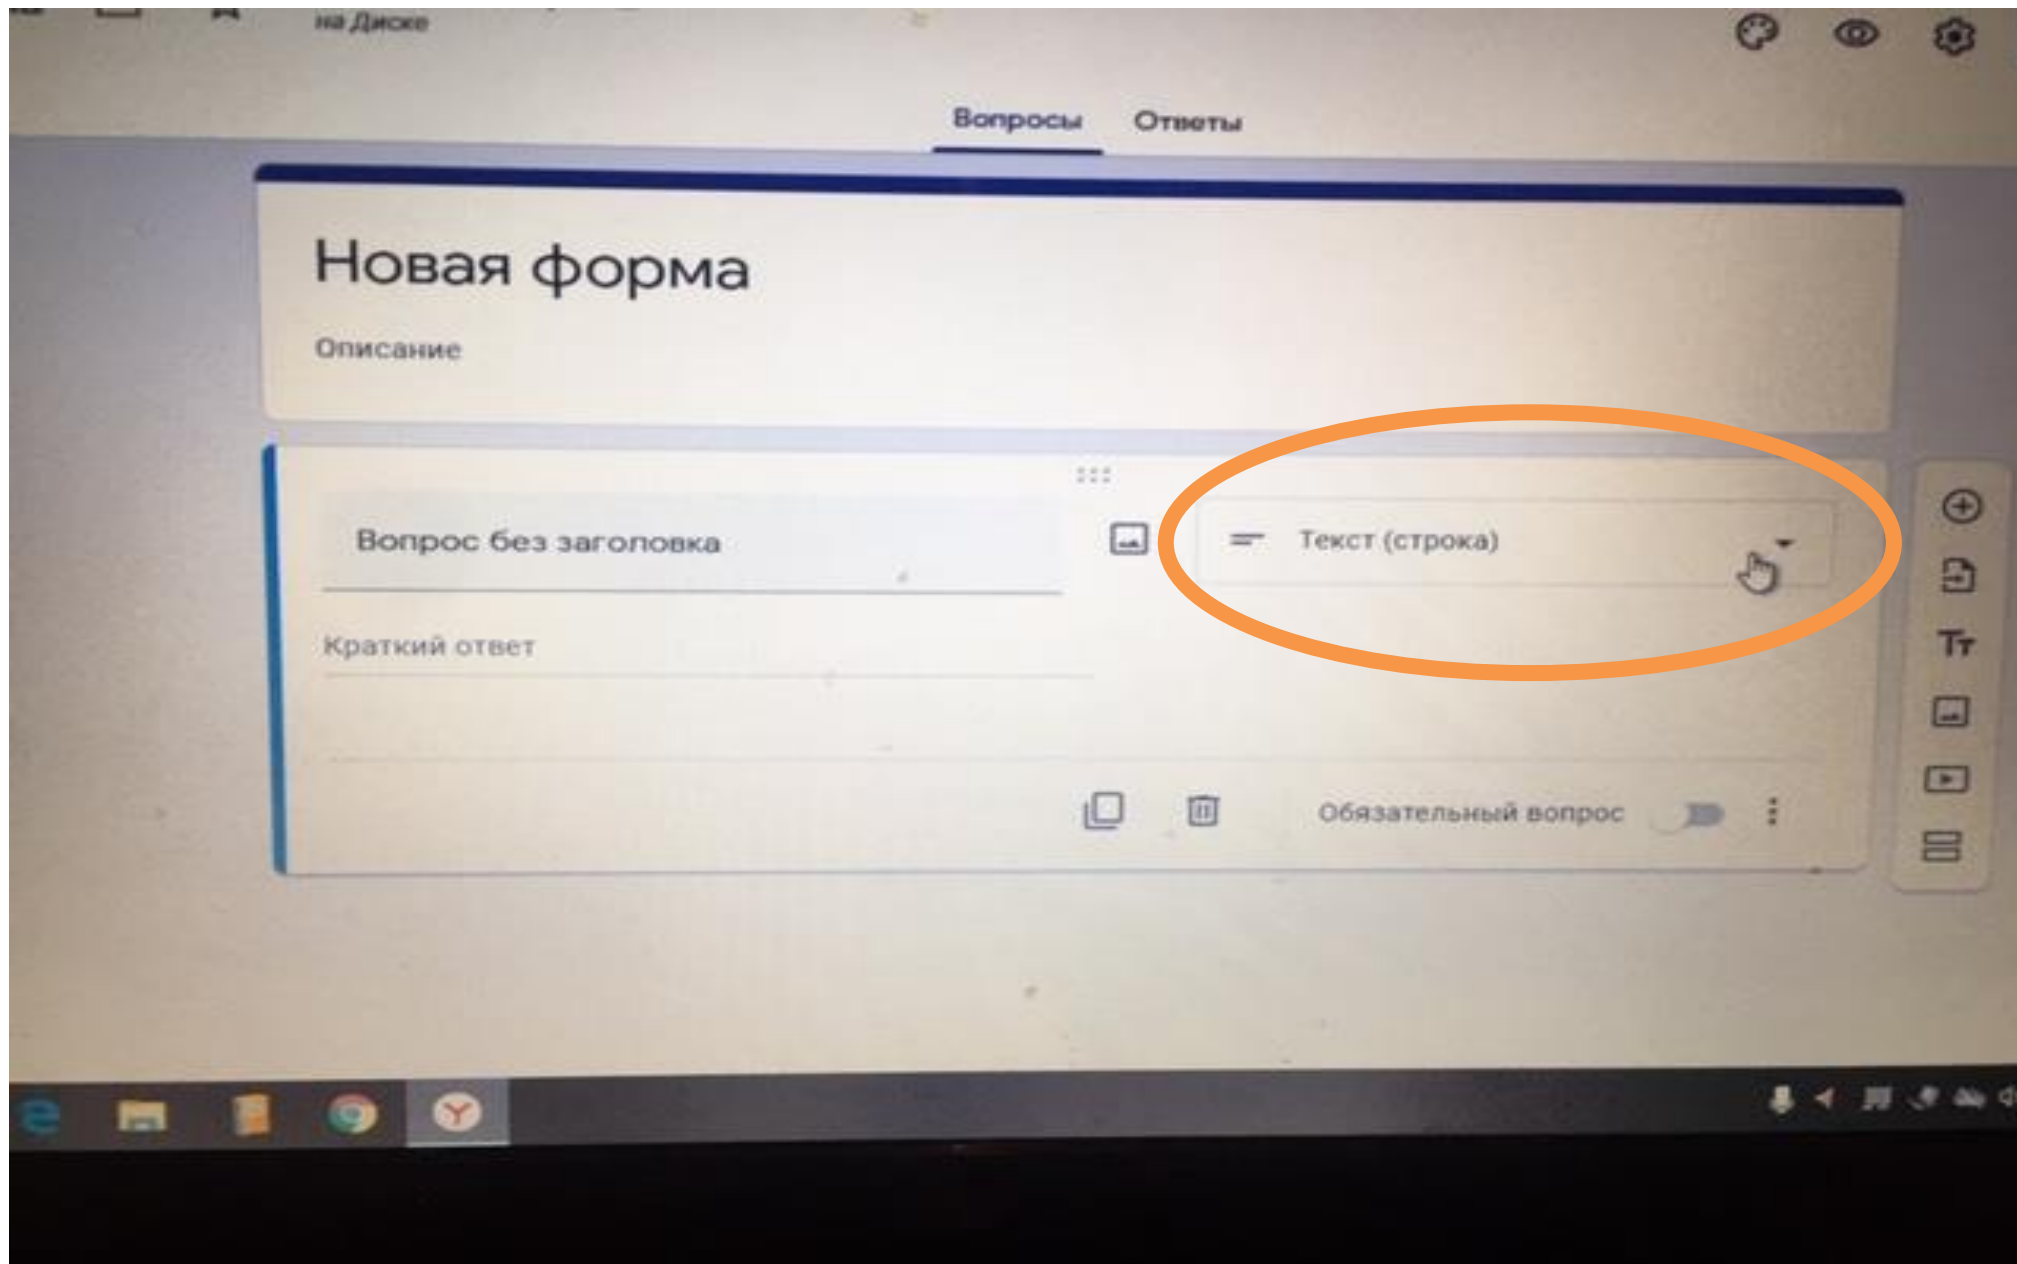 на Диске
Вопросы Ответы
Новая форма
Описание
Вопрос без заголовка
Текст (строка)
Краткий ответ
Обязательный вопрос